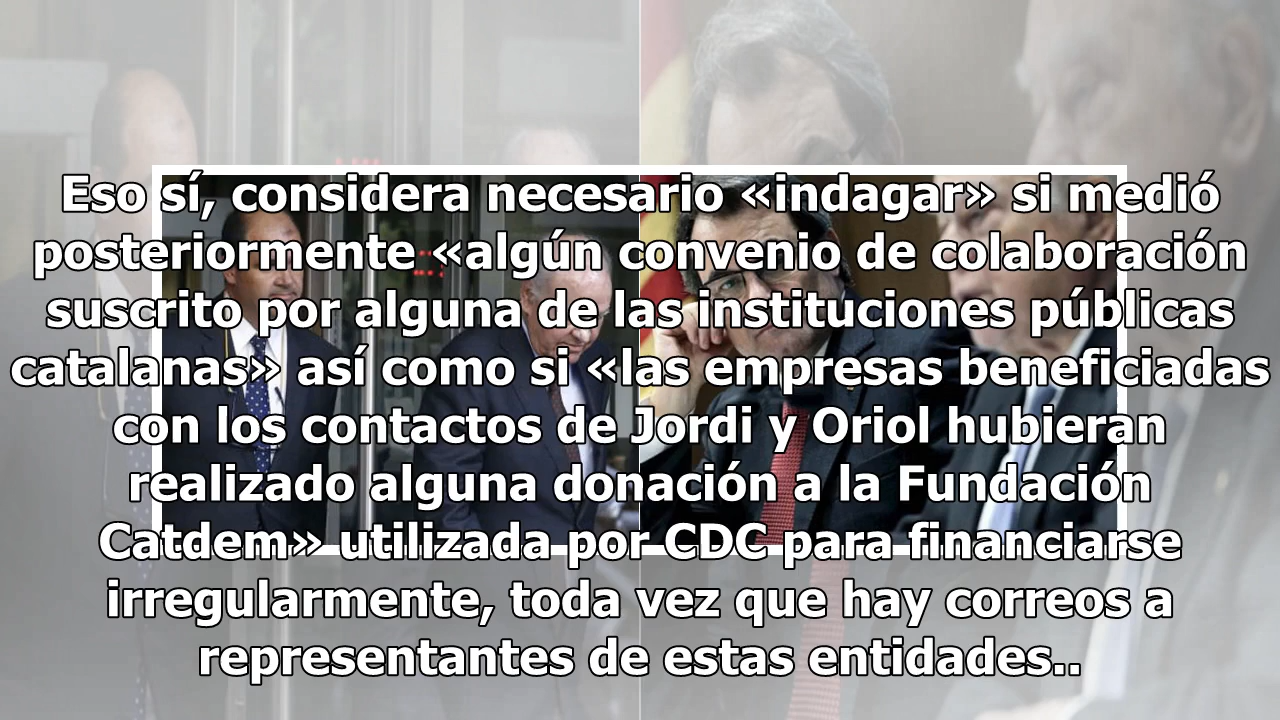 Eso sí, considera necesario «indagar» si medió
posteriormente «algún convenio de colaboración
suscrito por alguna de las instituciones públicas
catalanas» así como si «las empresas beneficiadas
con los contactos de Jordi y Oriol hubieran
realizado alguna donación a la Fundación
Catdem» utilizada por CDC para financiarse
irregularmente, toda vez que hay correos a
representantes de estas entidades..